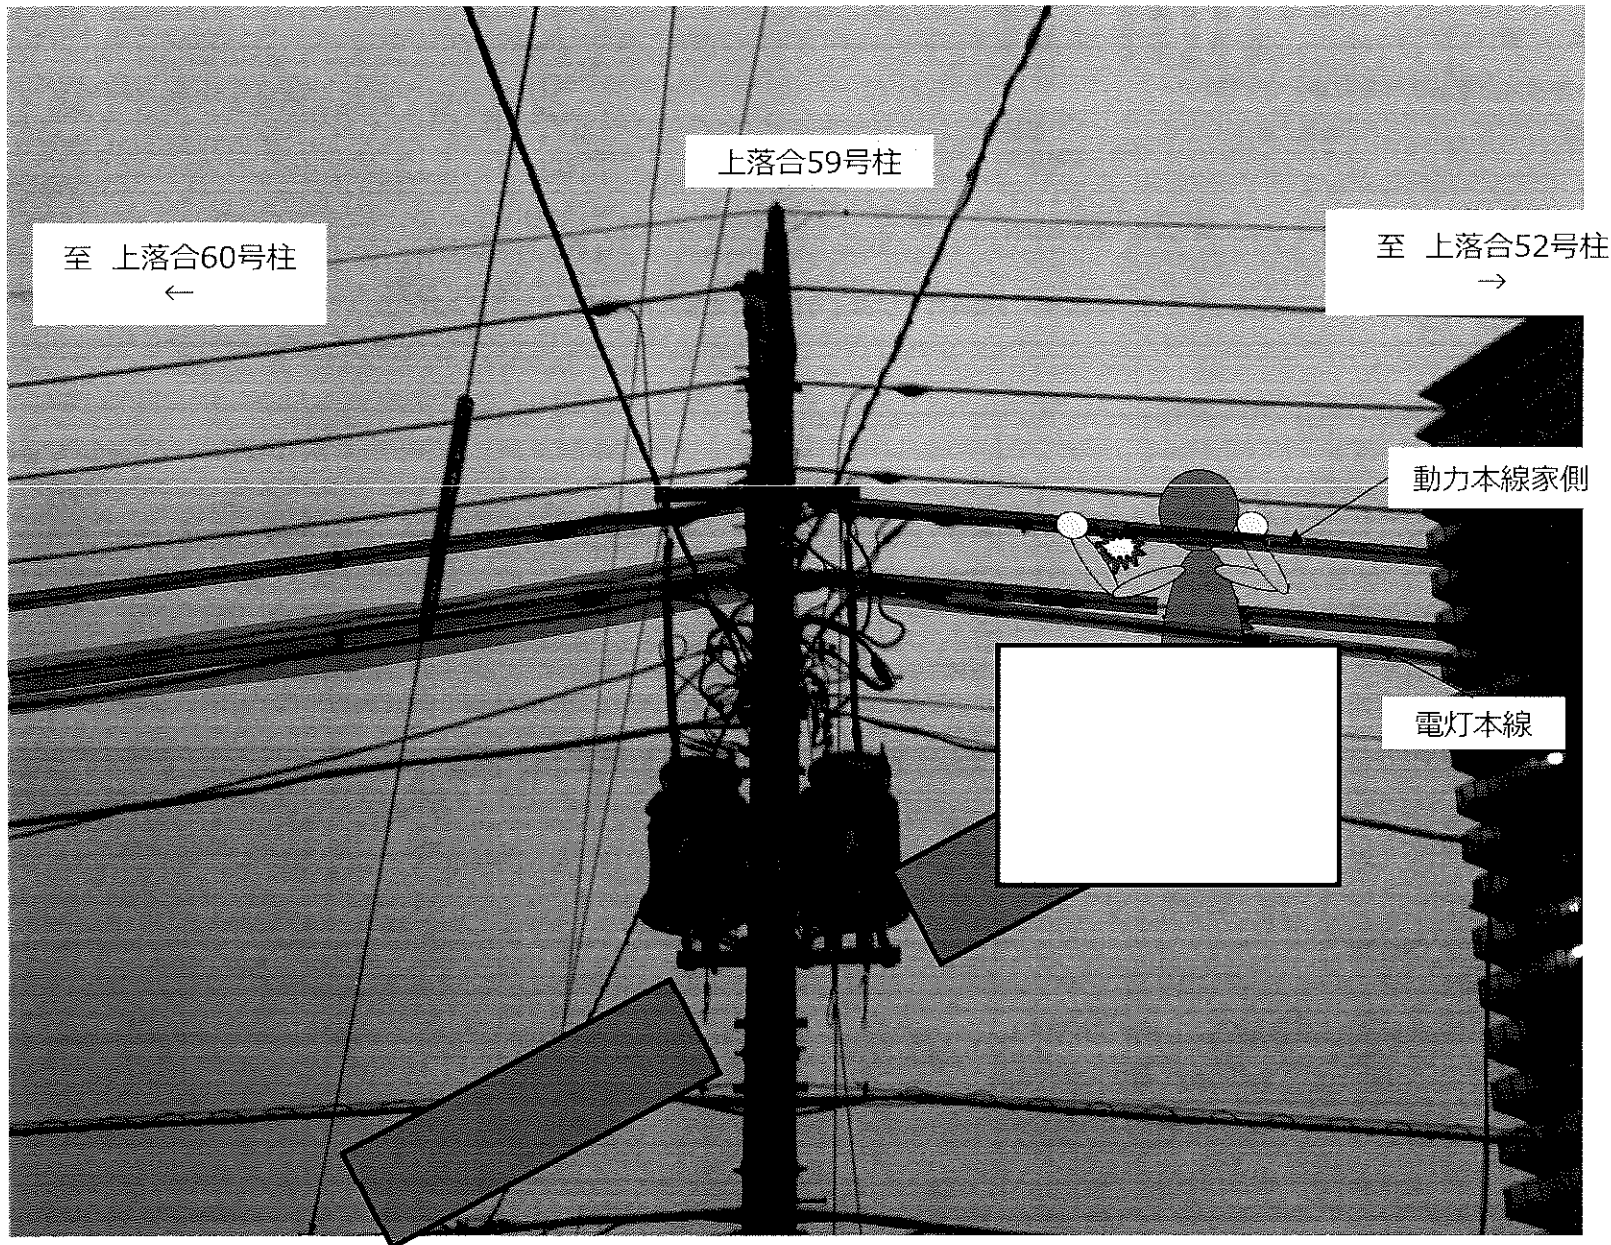 上落合59号柱
至 上落合60号柱
←
至 上落合52号柱
→
動力本線家側
電灯本線